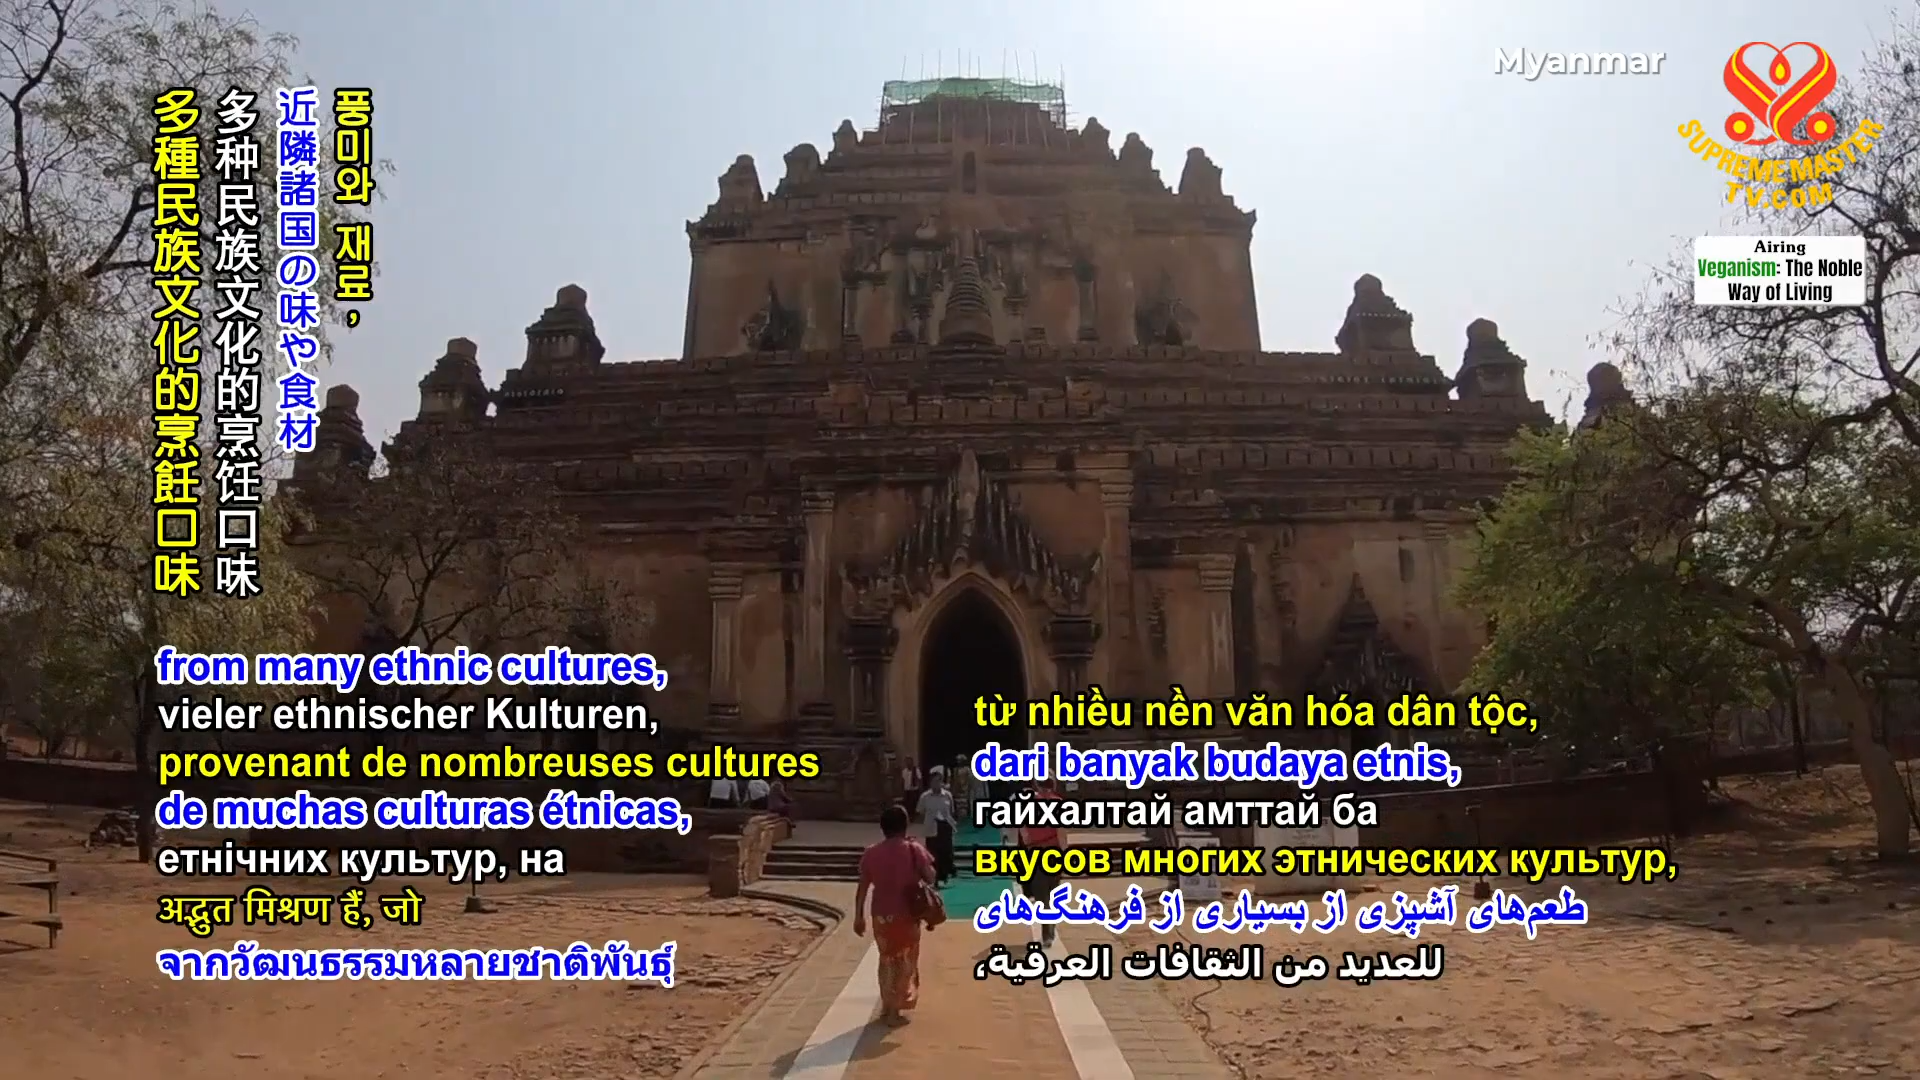 Myanmar
SUPREME MASTER
TV.COM
Airing
Veganism: The Noble
Way of Living
풍미와 재료,
近隣諸国の味や食材
多种民族文化的烹饪口味
多種民族文化的烹飪口味
from many ethnic cultures,
vieler ethnischer Kulturen,
provenant de nombreuses cultures
de muchas culturas étnicas,
етнічних культур, на
अद्भुत मिश्रण हैं, जो
จากวัฒนธรรมหลายชาติพันธุ์
từ nhiều nền văn hóa dân tộc,
dari banyak budaya etnis,
гайхалтай амттай ба
вкусов многих этнических культур,
طعم‌های آشپزی از بسیاری از فرهنگ‌های
للعديد من الثقافات العرقية،